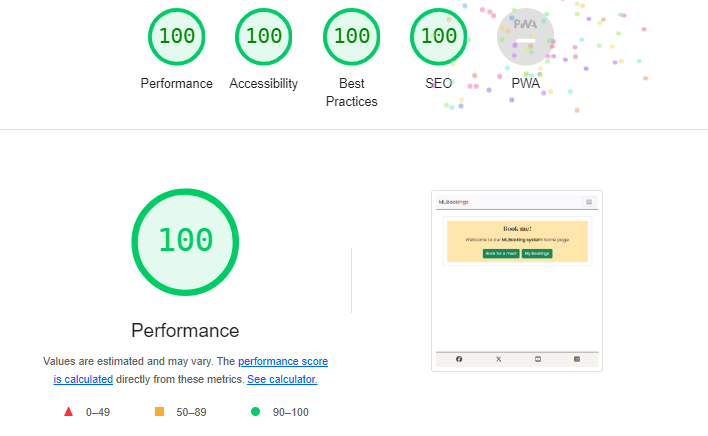 100 100 100 100 PWA
Performance Accessibility Best Practices SEO PWA
100
Performance
Values are estimated and may vary. The performance score
is calculated directly from these metrics. See calculator.
0–49 50–89 90–100
MLBookings
Book me!
Welcome to our MLBooking system home page
Book for a meal My Bookings